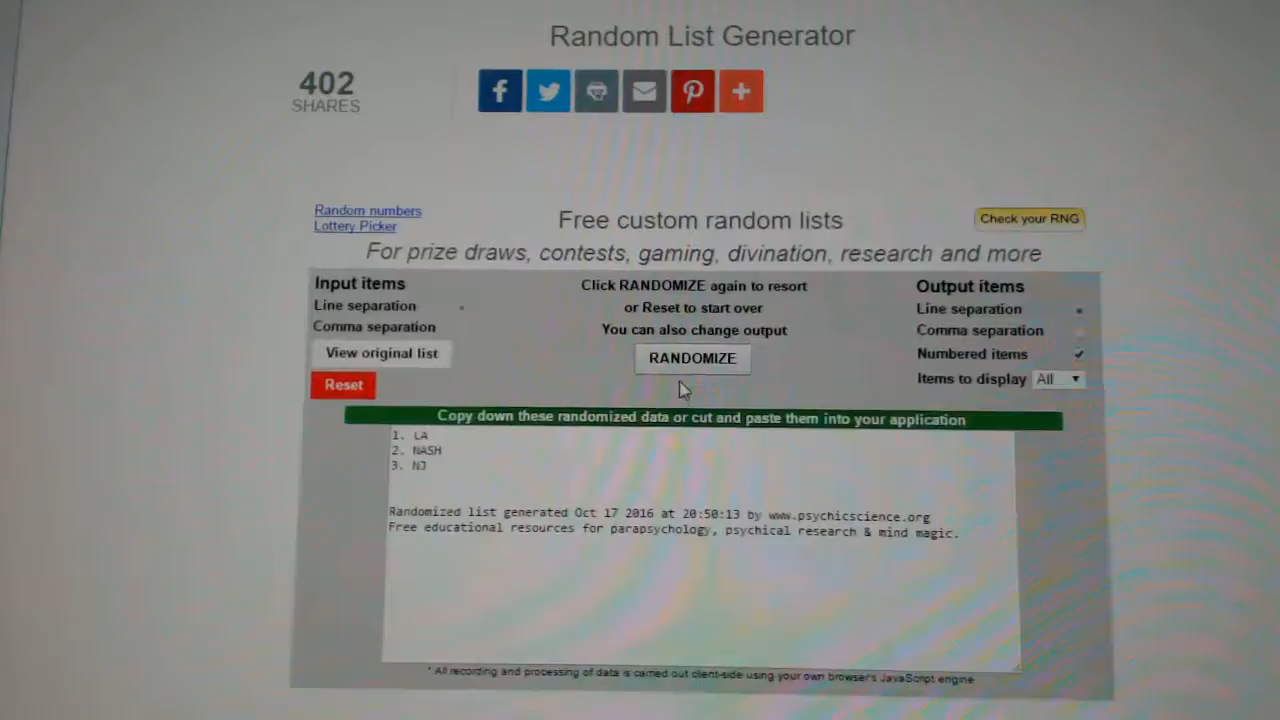 Random List Generator
402
SHARES
Random numbers
Lottery Picker
Free custom random lists
Check your RNG
For prize draws, contests, gaming, divination, research and more
Input items
Line separation
Comma separation
View original list
Reset
Click RANDOMIZE again to resort
or Reset to start over
You can also change output
RANDOMIZE
Output items
Line separation
Comma separation
Numbered items
Items to display All
Copy down these randomized data or cut and paste them into your application
1. LA
2. NASH
3. NJ
Randomized list generated Oct 17 2016 at 20:50:13 by www.psychicscience.org
Free educational resources for parapsychology, psychical research & mind magic.
* All recording and processing of data is carried out client-side using your own browser's JavaScript engine